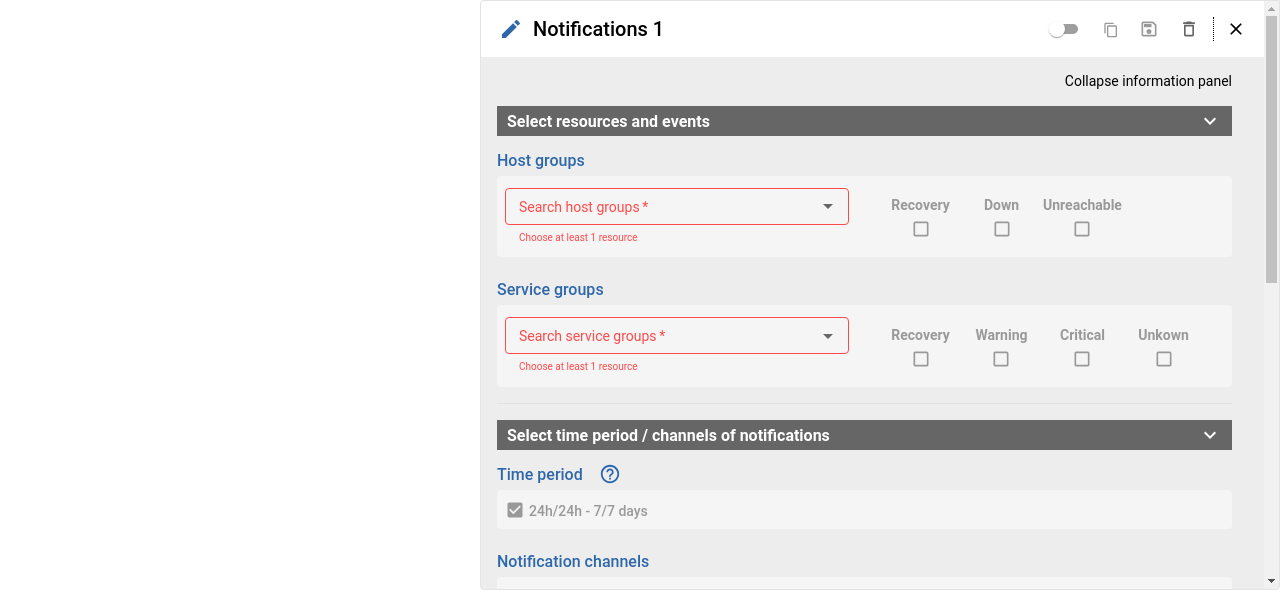 Notifications 1
Collapse information panel
Select resources and events
Host groups
Search host groups *
Recovery Down Unreachable
Choose at least 1 resource
Service groups
Search service groups *
Recovery Warning Critical Unkown
Choose at least 1 resource
Select time period / channels of notifications
Time period
24h/24h - 7/7 days
Notification channels